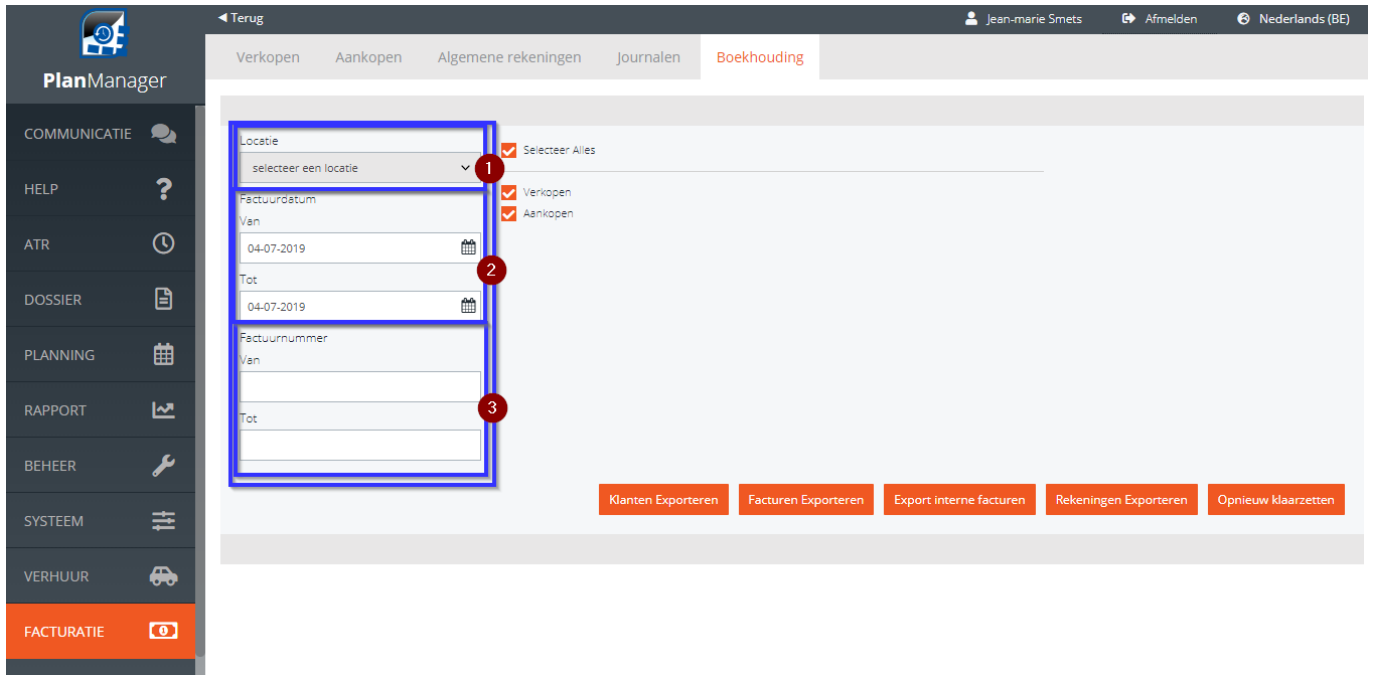 ◀ Terug
Jean-marie Smets
Afmelden
Nederlands (BE)
PlanManager
Verkopen
Aankopen
Algemene rekeningen
Journalen
Boekhouding
COMMUNICATIE
HELP
ATR
DOSSIER
PLANNING
RAPPORT
BEHEER
SYSTEEM
VERHUUR
FACTURATIE
Locatie
selecteer een locatie
1
Factuurdatum
Van
04-07-2019
2
Tot
04-07-2019
Factuurnummer
Van
3
Tot
Selecteer Alles
Verkopen
Aankopen
Klanten Exporteren
Facturen Exporteren
Export interne facturen
Rekeningen Exporteren
Opnieuw klaarzetten